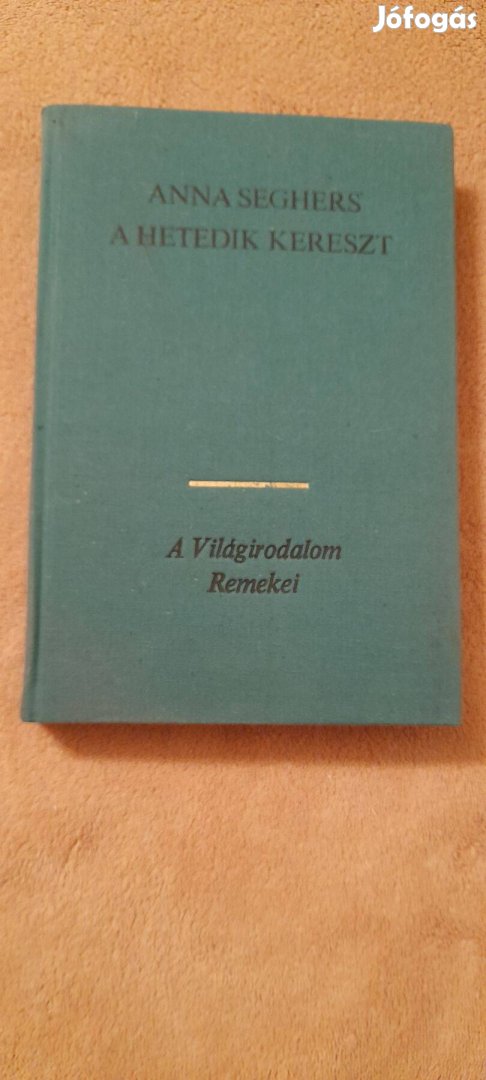 Jófogás
ANNA SEGHERS
A HETEDIK KERESZT
A Világirodalom
Remekei